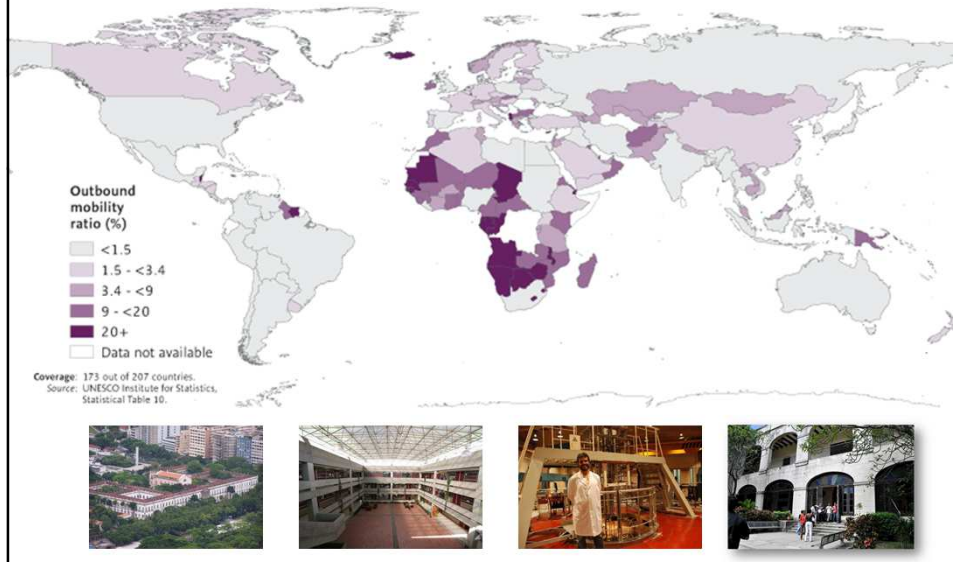 Outbound
mobility
ratio (%)
<1.5
1.5 - <3.4
3.4 - <9
9 - <20
20+
Data not available
Coverage: 173 out of 207 countries.
Source: UNESCO Institute for Statistics,
Statistical Table 10.